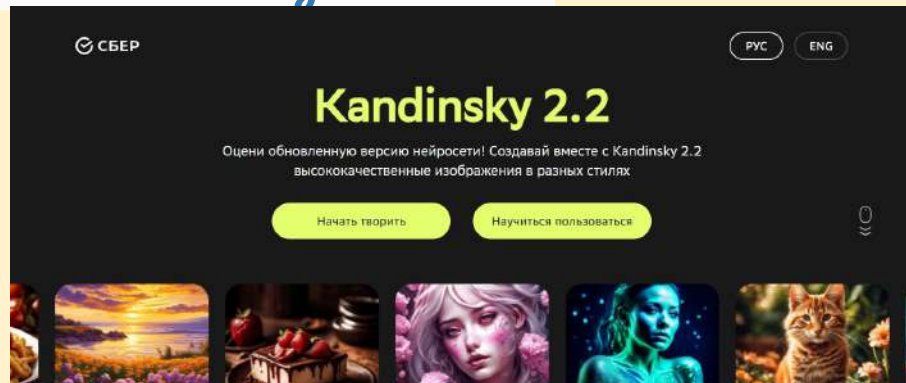 СБЕР
РУС
ENG
Kandinsky 2.2
Оцени обновленную версию нейросети! Создавай вместе с Kandinsky 2.2
высококачественные изображения в разных стилях
Начать творить
Научиться пользоваться